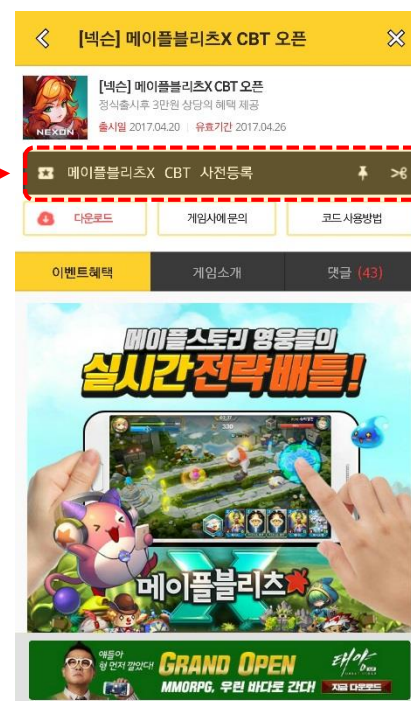 [넥슨] 메이플블리츠X CBT 오픈
[넥슨] 메이플블리츠X CBT 오픈
정식출시후 3만원 상당의 혜택 제공
출시일 2017.04.20 유효기간 2017.04.26
NEXON
메이플블리츠X CBT 사전등록
다운로드 게임사에 문의 코드 사용방법
이벤트혜택 게임소개 댓글 (43)
메이플스토리 영웅들의
실시간전략배틀!
메이플블리츠
X
얘들아
형 먼저 깔았다!
GRAND OPEN
MMORPG, 우린 바다로 간다!
태양
지금 다운로드